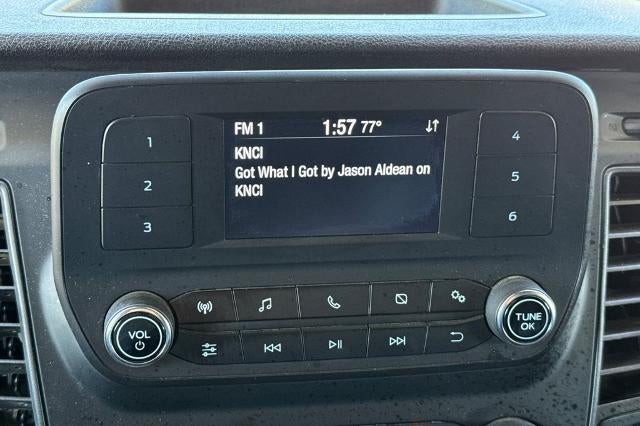 FM 1 1:57 77°
KNCI
Got What I Got by Jason Aldean on
KNCI
1
2
3
4
5
6
VOL
TUNE
OK